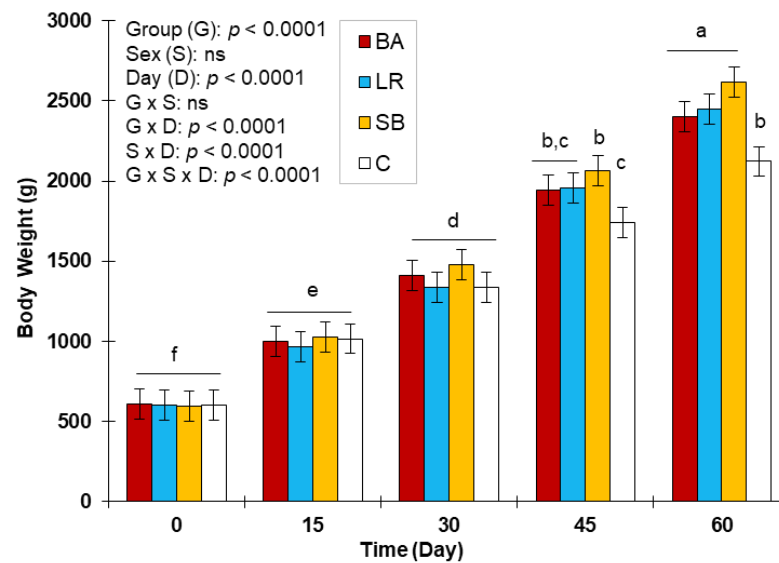 3000
2500
2000
1500
1000
500
0
Body Weight (g)
Group (G): p < 0.0001
Sex (S): ns
Day (D): p < 0.0001
G x S: ns
G x D: p < 0.0001
S x D: p < 0.0001
G x S x D: p < 0.0001
BA
LR
SB
C
f
e
d
b,c
b
c
a
b
0
15
30
45
60
Time (Day)